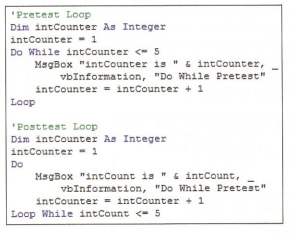 'Pretest Loop
Dim intCounter As Integer
intCounter = 1
Do While intCounter <= 5
    MsgBox "intCounter is " & intCounter, _
        vbInformation, "Do While Pretest"
    intCounter = intCounter + 1
Loop

'Posttest Loop
Dim intCounter As Integer
intCounter = 1
Do
    MsgBox "intCount is " & intCount, _
        vbInformation, "Do While Pretest"
    intCounter = intCounter + 1
Loop While intCount <= 5